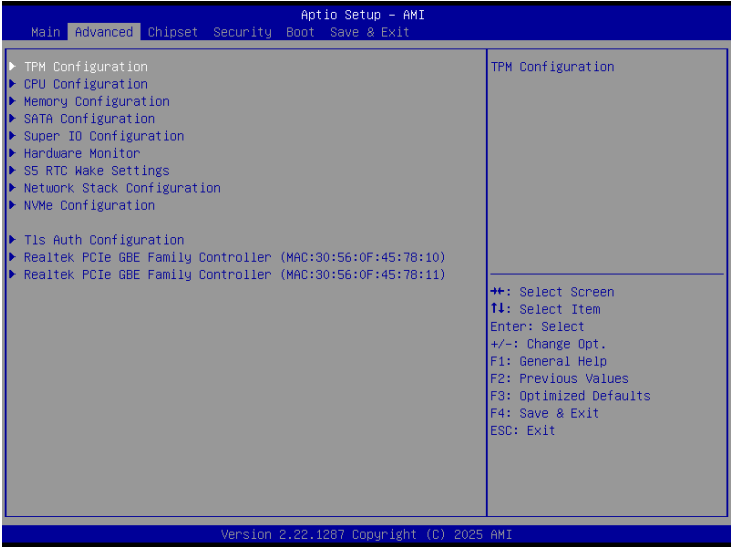 Aptio Setup - AMI
Main Advanced Chipset Security Boot Save & Exit
TPM Configuration
CPU Configuration
Memory Configuration
SATA Configuration
Super IO Configuration
Hardware Monitor
S5 RTC Wake Settings
Network Stack Configuration
NVMe Configuration
Tls Auth Configuration
Realtek PCIe GBE Family Controller (MAC:30:56:0F:45:78:10)
Realtek PCIe GBE Family Controller (MAC:30:56:0F:45:78:11)
TPM Configuration
→←: Select Screen
↑↓: Select Item
Enter: Select
+/-: Change Opt.
F1: General Help
F2: Previous Values
F3: Optimized Defaults
F4: Save & Exit
ESC: Exit
Version 2.22.1287 Copyright (C) 2025 AMI